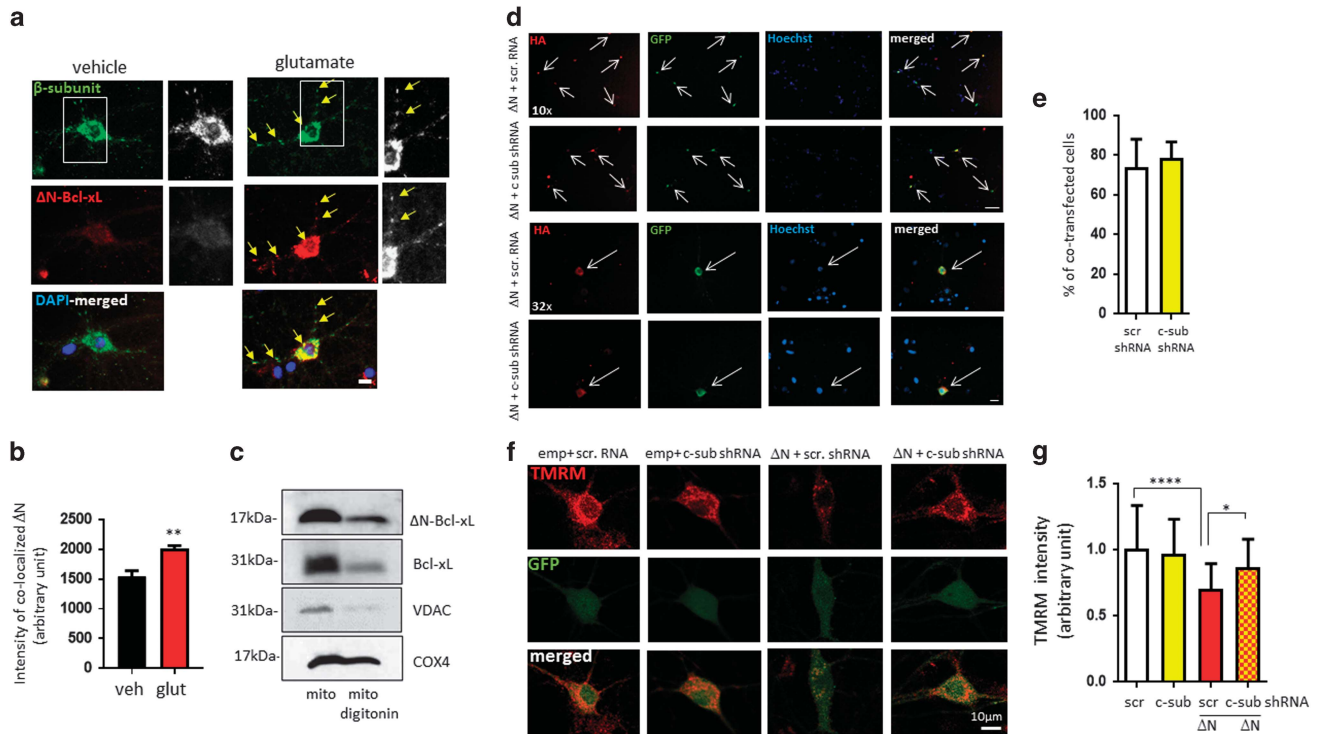 a
vehicle
glutamate
β-subunit
ΔN-Bcl-xL
DAPI-merged
b
Intensity of co-localized ΔN
(arbitrary unit)
2500
2000
1500
1000
500
0
**
veh
glut
c
17kDa-
ΔN-Bcl-xL
31kDa-
Bcl-xL
31kDa-
VDAC
17kDa-
COX4
mito
mito
digitonin
d
ΔN + scr. RNA
HA
GFP
Hoechst
merged
10x
ΔN + c sub shRNA
ΔN + scr. RNA
HA
GFP
Hoechst
merged
32x
ΔN + c-sub shRNA
e
% of co-transfected cells
100
80
60
40
20
0
scr
shRNA
c-sub
shRNA
f
emp+scr. RNA
emp+c-sub shRNA
ΔN + scr. shRNA
ΔN + c-sub shRNA
TMRM
GFP
merged
10µm
g
TMRM intensity
(arbitrary unit)
1.5
1.0
0.5
0.0
****
*
scr c-sub scr c-sub shRNA
ΔN ΔN